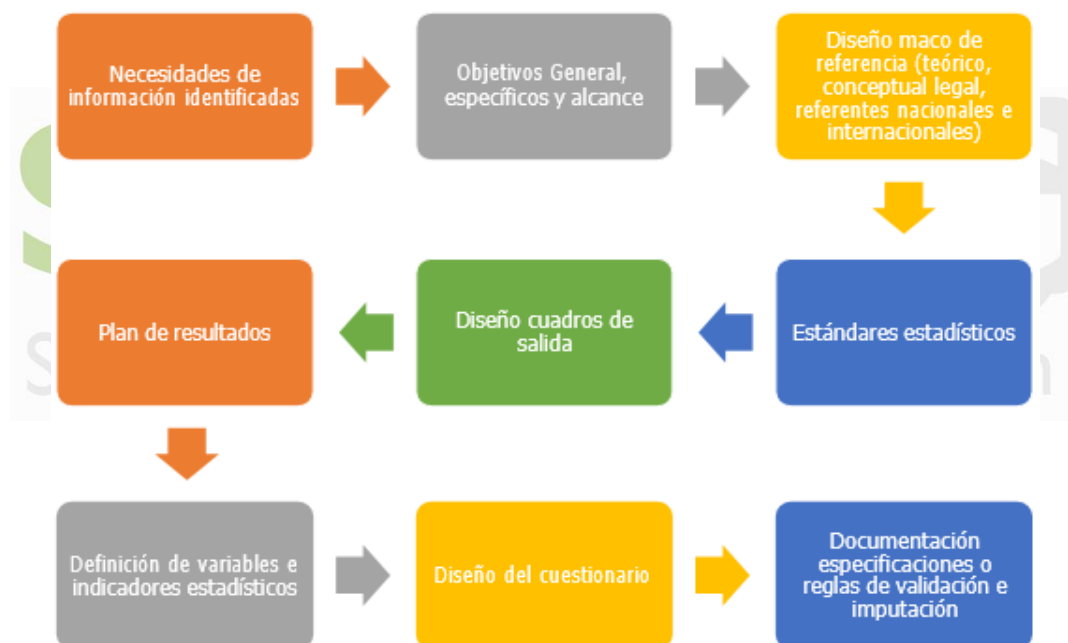 Necesidades de
información identificadas
Objetivos General,
específicos y alcance
Diseño maco de
referencia (teórico,
conceptual legal,
referentes nacionales e
internacionales)
Estándares estadísticos
Diseño cuadros de
salida
Plan de resultados
Definición de variables e
indicadores estadísticos
Diseño del cuestionario
Documentación
especificaciones o
reglas de validación e
imputación